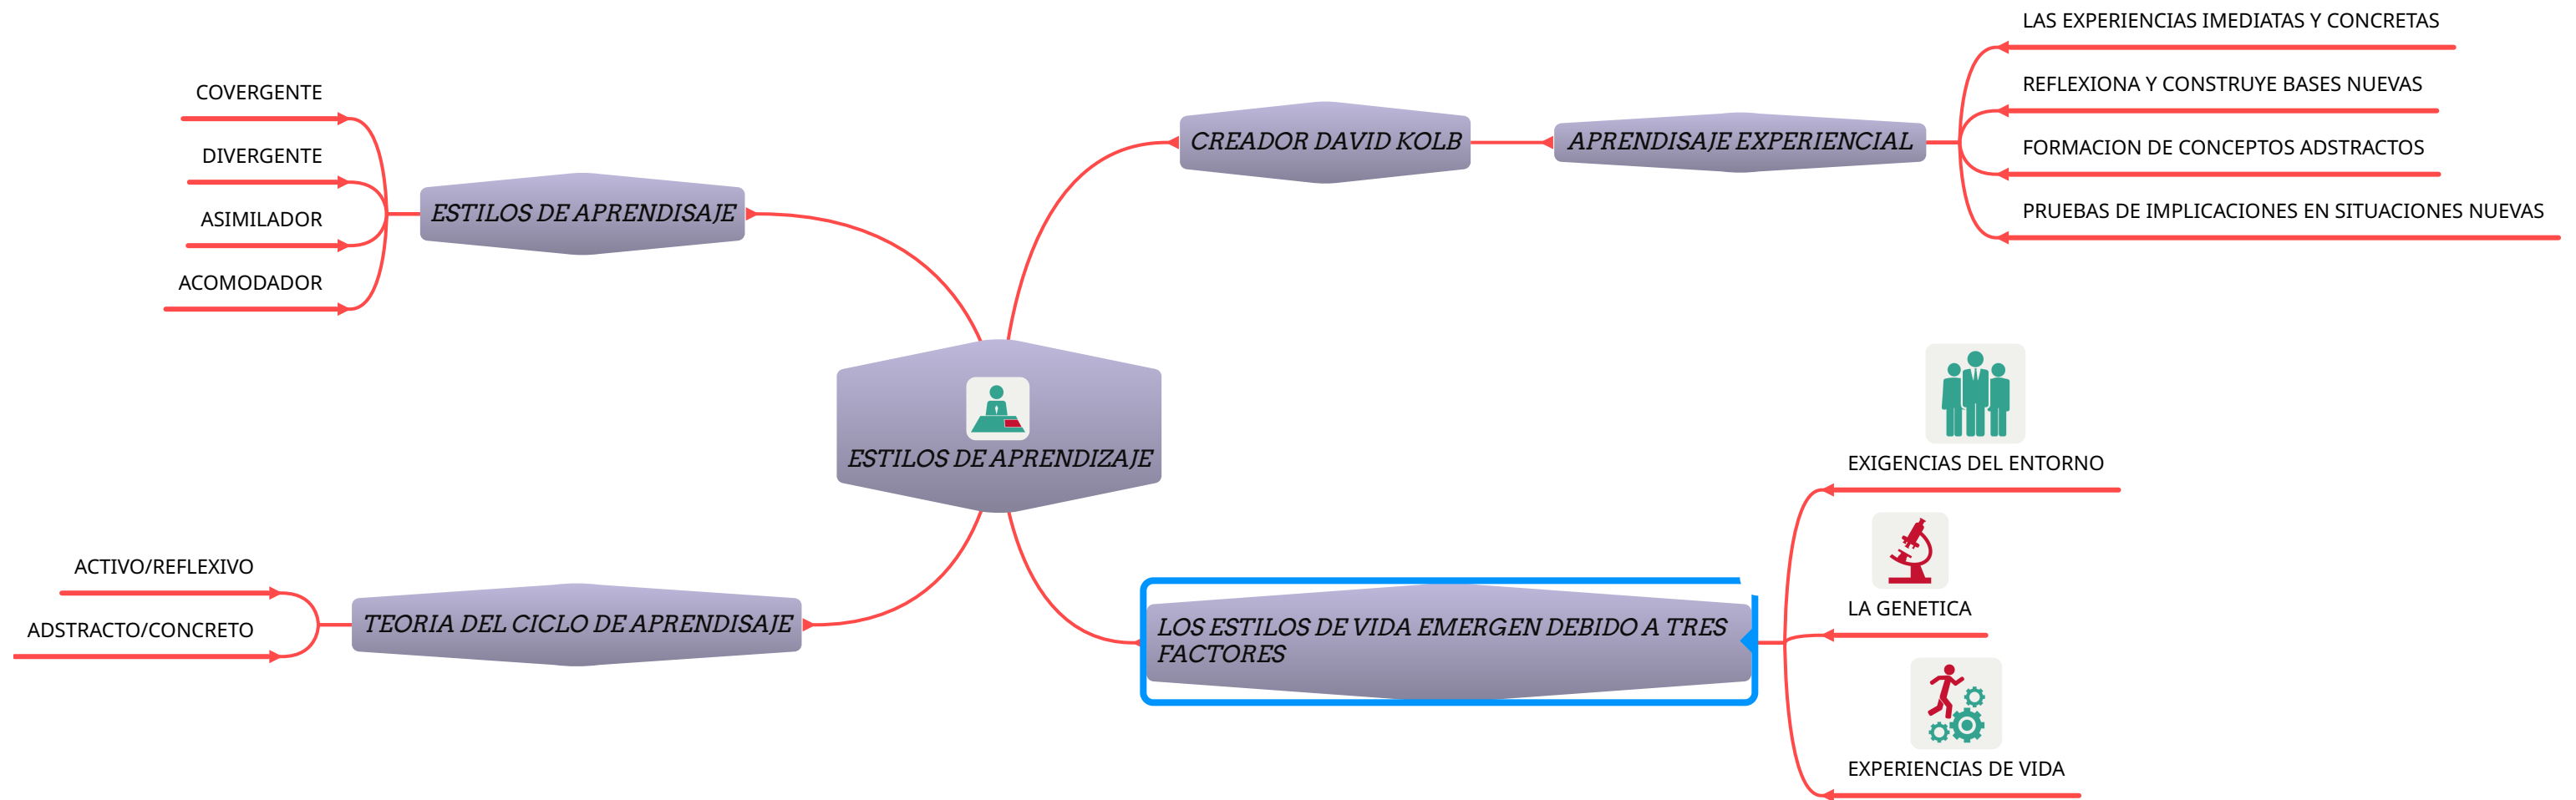 LAS EXPERIENCIAS IMEDIATAS Y CONCRETAS
REFLEXIONA Y CONSTRUYE BASES NUEVAS
FORMACION DE CONCEPTOS ADSTRACTOS
PRUEBAS DE IMPLICACIONES EN SITUACIONES NUEVAS
CREADOR DAVID KOLB
APRENDISAJE EXPERIENCIAL
COVERGENTE
DIVERGENTE
ASIMILADOR
ACOMODADOR
ESTILOS DE APRENDISAJE
ESTILOS DE APRENDIZAJE
ACTIVO/REFLEXIVO
ADSTRACTO/CONCRETO
TEORIA DEL CICLO DE APRENDISAJE
LOS ESTILOS DE VIDA EMERGEN DEBIDO A TRES
FACTORES
EXIGENCIAS DEL ENTORNO
LA GENETICA
EXPERIENCIAS DE VIDA